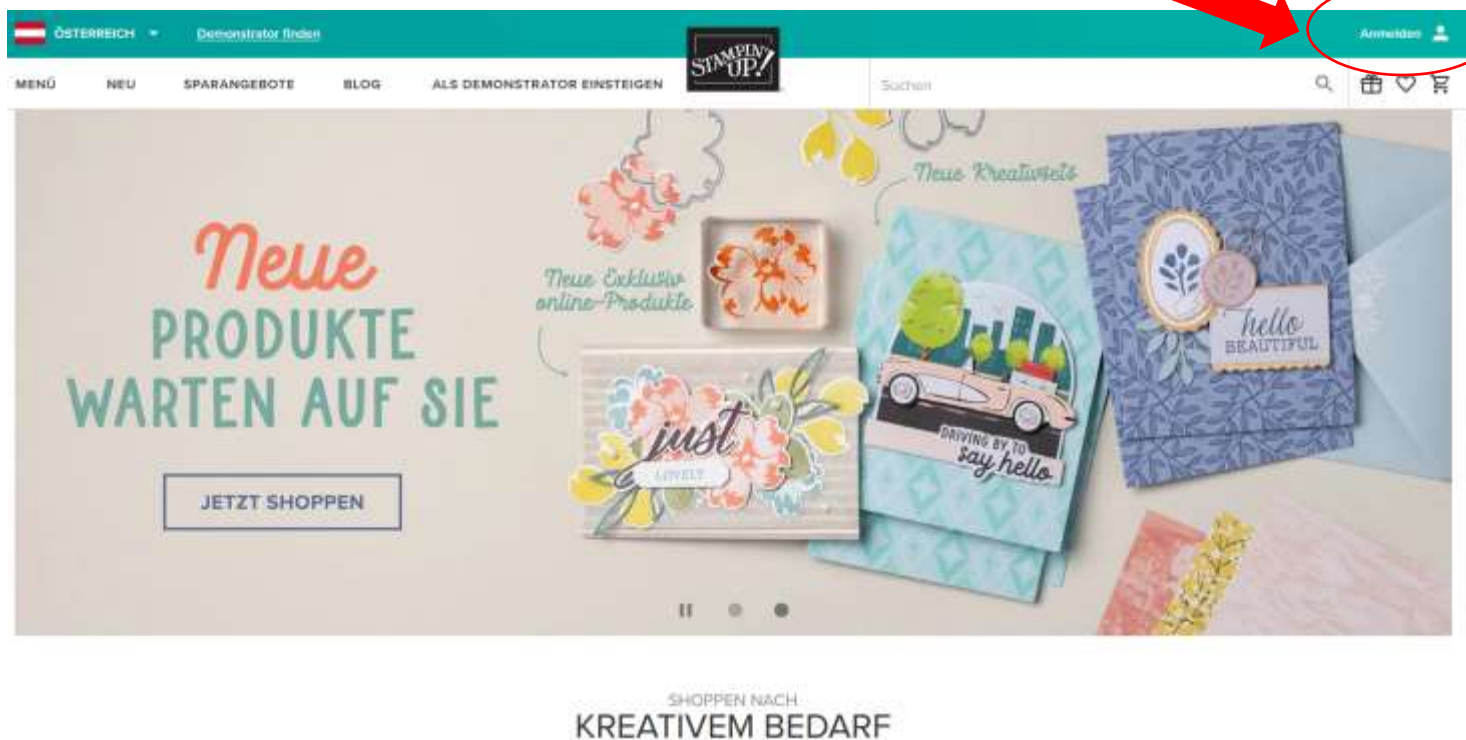 ÖSTERREICH
Demonstrator finden
STAMPIN' UP!
Anmelden
MENÜ
NEU
SPARANGEBOTE
BLOG
ALS DEMONSTRATOR EINSTEIGEN
Suchen
Neue
PRODUKTE
WARTEN AUF SIE
JETZT SHOPPEN
Neue Exklusiv
online-Produkte
Neue Kreativsets
just
LOVELY
DRIVING BY TO
say hello
hello
BEAUTIFUL
SHOPPEN NACH
KREATIVEM BEDARF